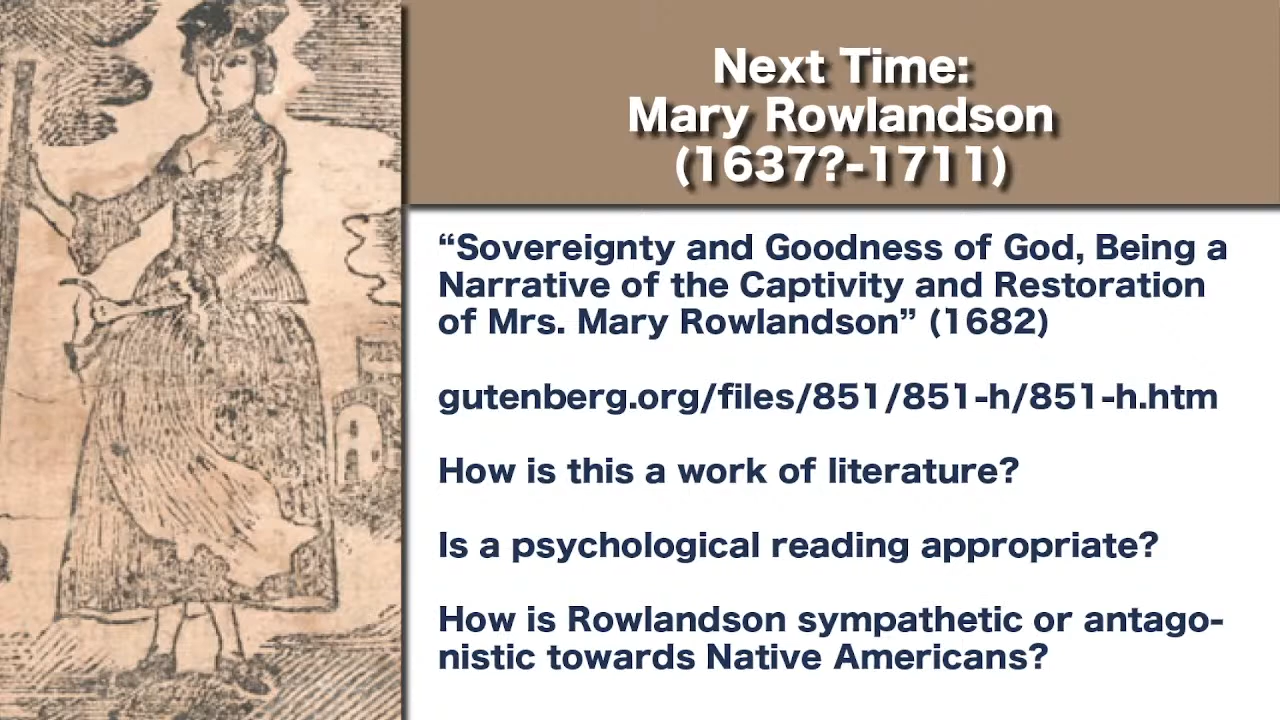 Next Time:
Mary Rowlandson
(1637?-1711)
“Sovereignty and Goodness of God, Being a
Narrative of the Captivity and Restoration
of Mrs. Mary Rowlandson” (1682)
gutenberg.org/files/851/851-h/851-h.htm
How is this a work of literature?
Is a psychological reading appropriate?
How is Rowlandson sympathetic or antago-
nistic towards Native Americans?